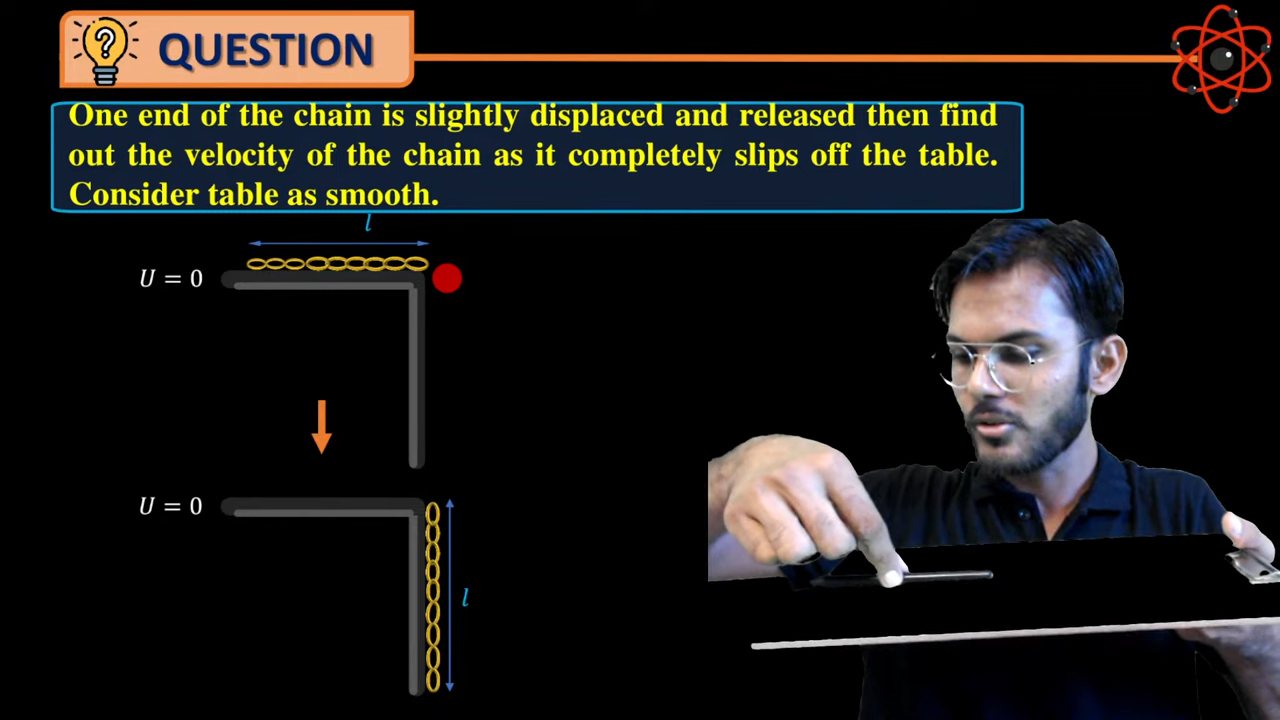 QUESTION
One end of the chain is slightly displaced and released then find
out the velocity of the chain as it completely slips off the table.
Consider table as smooth.
l
U = 0
U = 0
l